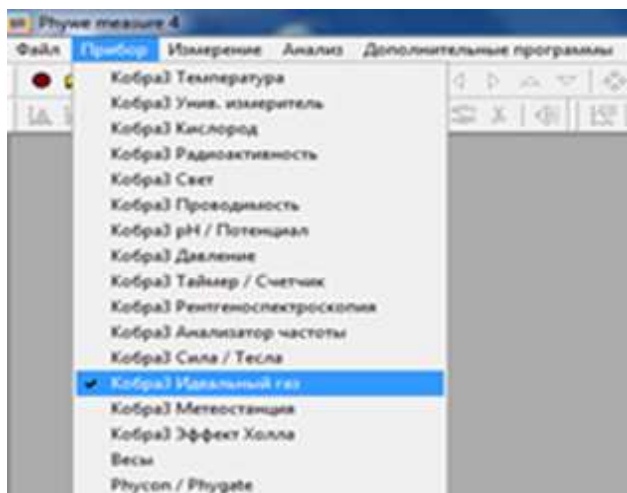 Phywe measure 4
Файл Прибор Измерение Анализ Дополнительные программы
Кобра3 Температура
Кобра3 Унив. измеритель
Кобра3 Кислород
Кобра3 Радиоактивность
Кобра3 Свет
Кобра3 Проводимость
Кобра3 pH / Потенциал
Кобра3 Давление
Кобра3 Таймер / Счетчик
Кобра3 Рентгеноспектроскопия
Кобра3 Анализатор частоты
Кобра3 Сила / Тесла
Кобра3 Идеальный газ
Кобра3 Метеостанция
Кобра3 Эффект Холла
Весы
Phycon / Phygate